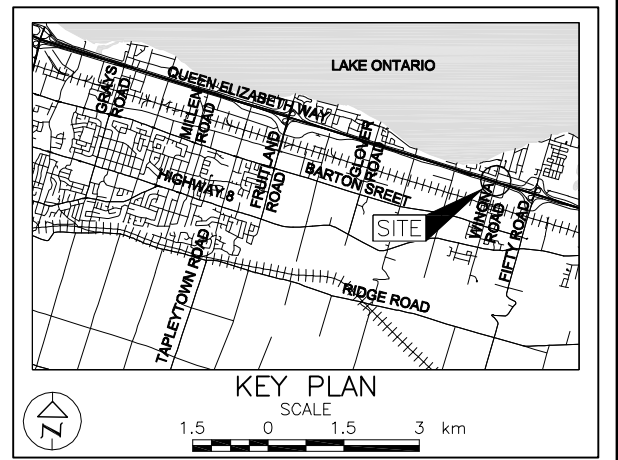 LAKE ONTARIO
QUEEN ELIZABETH WAY
GRAYS
ROAD
MILLEN
ROAD
FRUITLAND
ROAD
GLOVER
ROAD
BARTON SREET
HIGHWAY 8
SITE
WINONA
ROAD
FIFTY ROAD
TAPLEYTOWN ROAD
RIDGE ROAD
KEY PLAN
SCALE
1.5 0 1.5 3 km
N